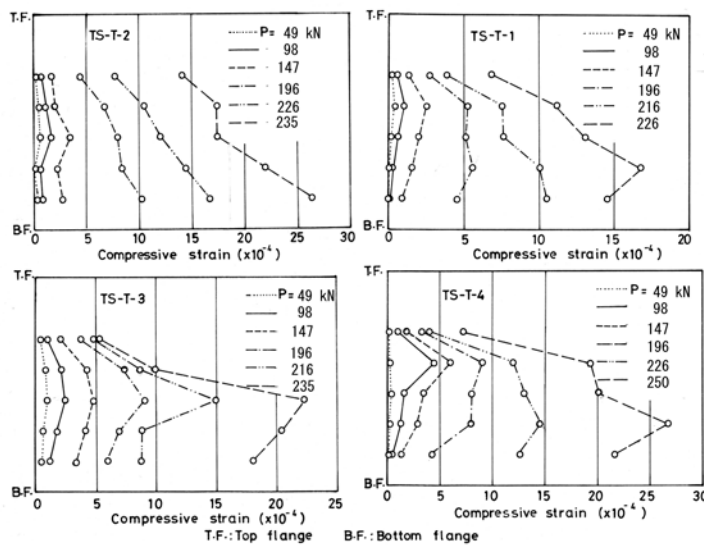 T.F.
TS-T-2
P= 49 kN
98
147
196
226
235
B.F.
0 5 10 15 20 25 30
Compressive strain (x10⁻⁴)
T.F.
TS-T-1
P= 49 kN
98
147
196
216
226
B.F.
0 5 10 15 20
Compressive strain (x10⁻⁴)
T.F.
TS-T-3
P= 49 kN
98
147
196
216
235
B.F.
0 5 10 15 20 25
Compressive strain (x10⁻⁴)
T.F.
TS-T-4
P= 49 kN
98
147
196
226
250
B.F.
0 5 10 15 20 25 30
Compressive strain (x10⁻⁴)
T.F.: Top flange B.F.: Bottom flange